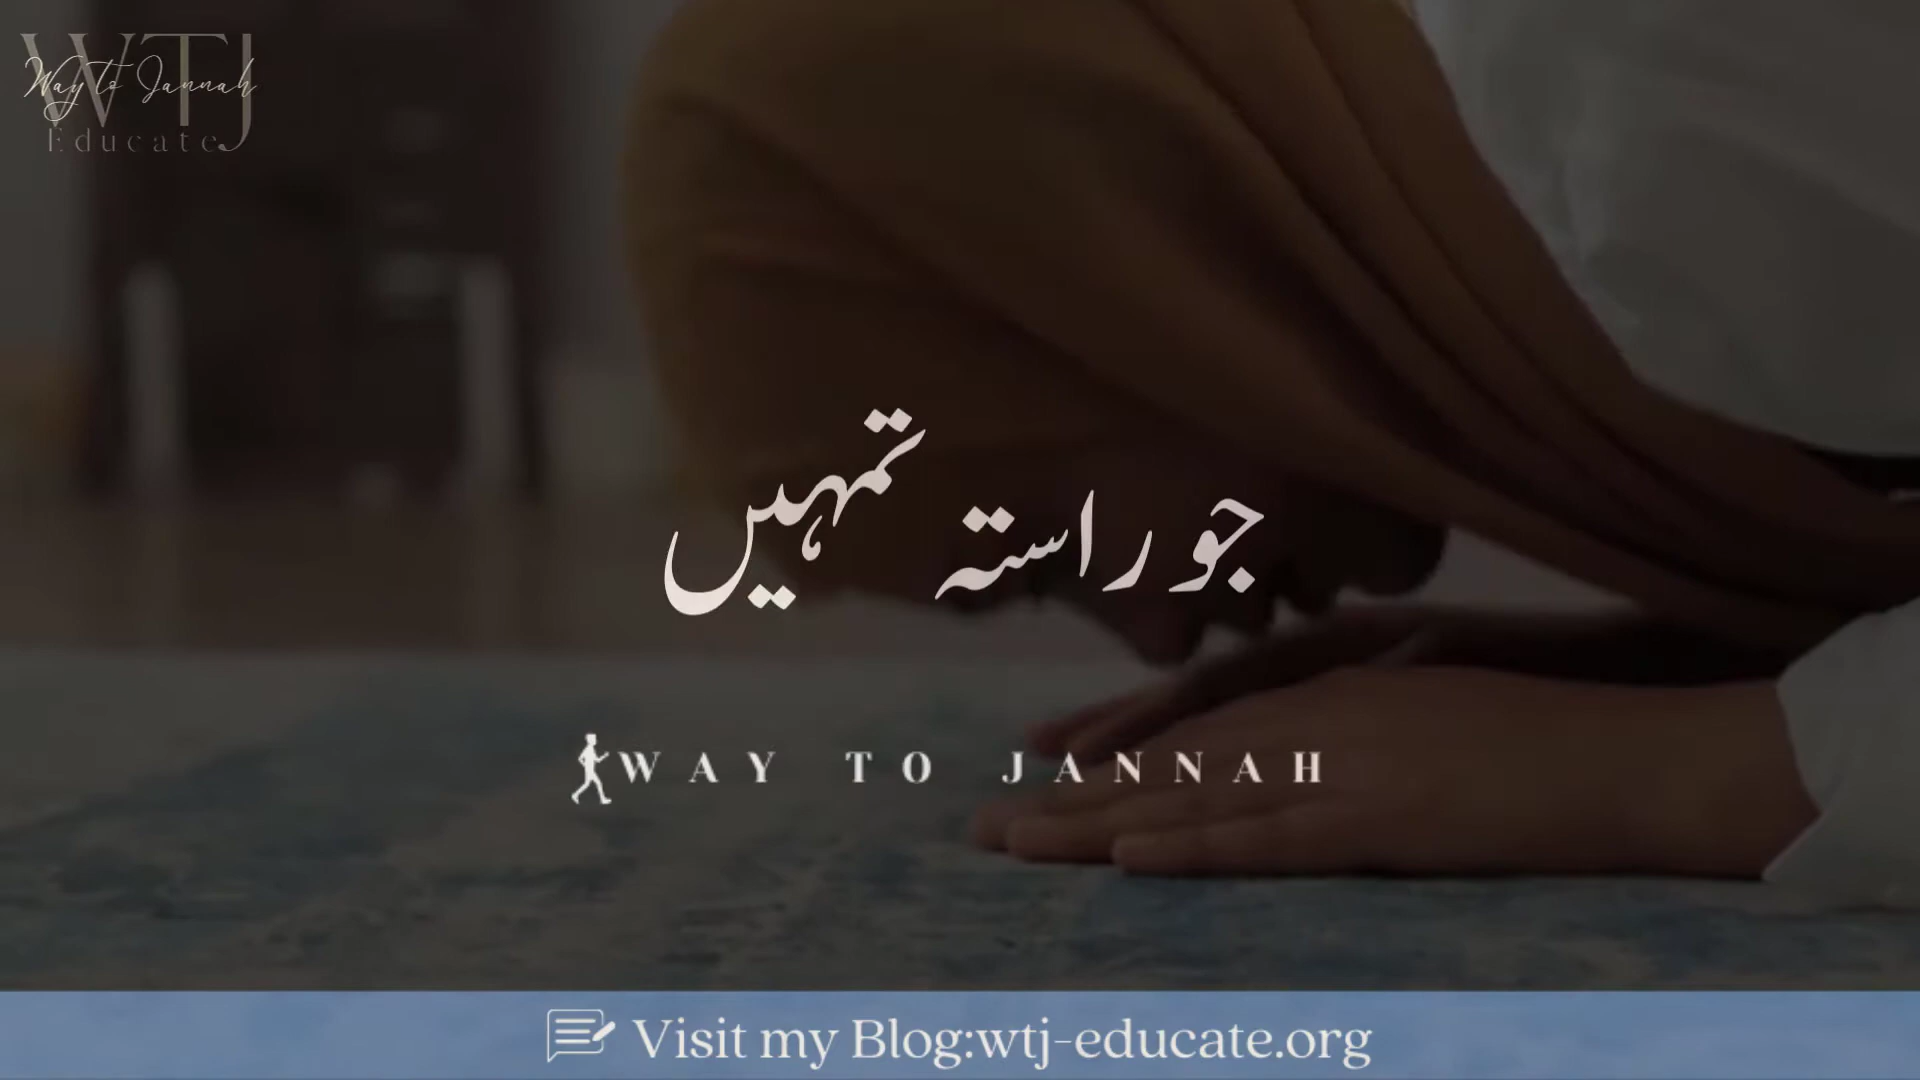 WTJ
Way to Jannah
Educate
جو راستہ تمہیں
WAY TO JANNAH
Visit my Blog:wtj-educate.org